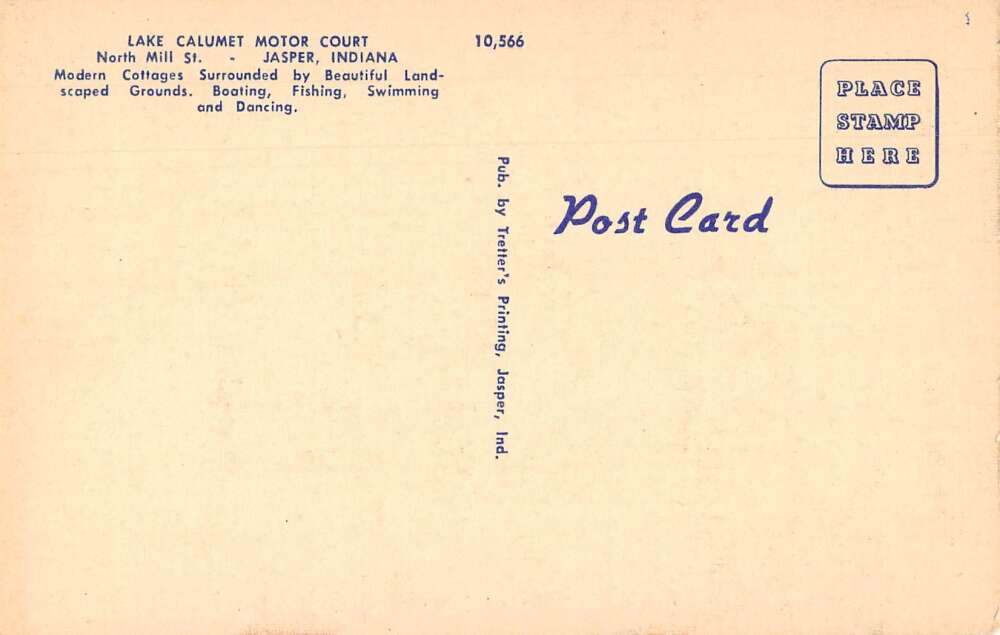 LAKE CALUMET MOTOR COURT
North Mill St. - JASPER, INDIANA
Modern Cottages Surrounded by Beautiful Land-
scaped Grounds. Boating, Fishing, Swimming
and Dancing.
10,566
Pub. by Tretter's Printing, Jasper, Ind.
Post Card
PLACE
STAMP
HERE